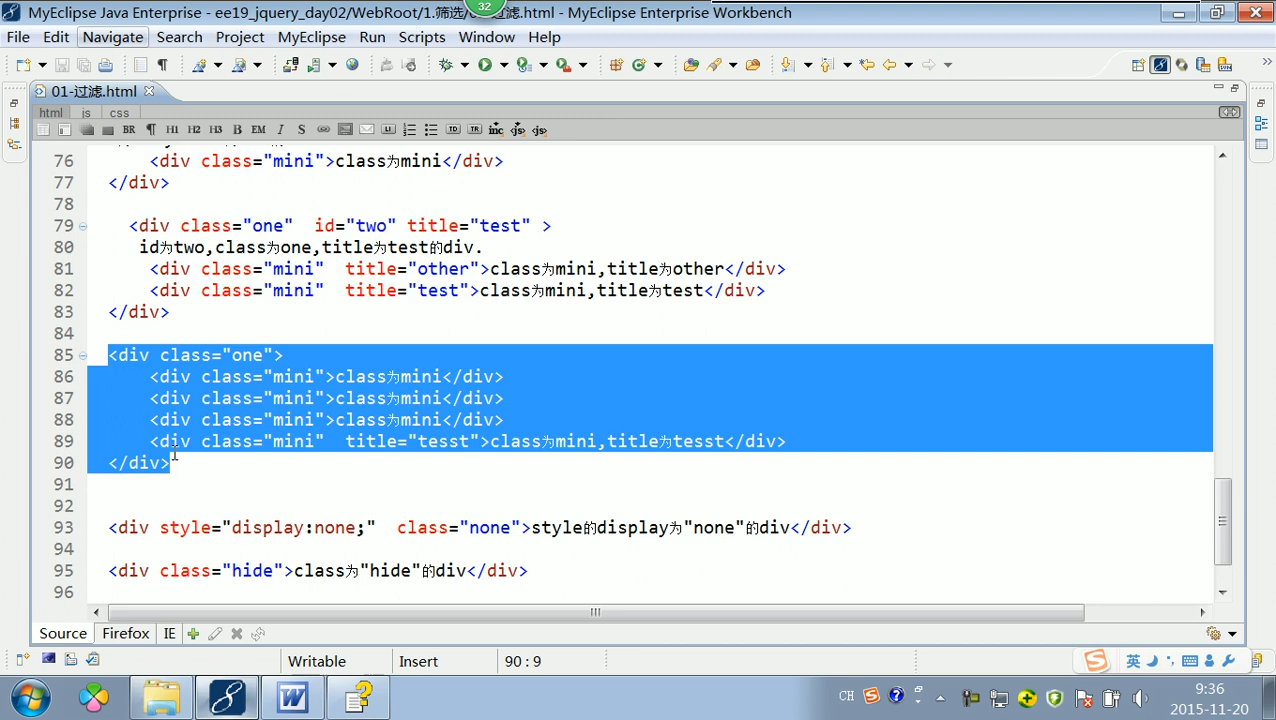 MyEclipse Java Enterprise - ee19_jquery_day02/WebRoot/1.筛选/01-过滤.html - MyEclipse Enterprise Workbench
32
File Edit Navigate Search Project MyEclipse Run Scripts Window Help
01-过滤.html
html js css
BR ¶ H1 H2 H3 B EM I S LI TD TR inc js js
76 <div class="mini">class为mini</div>
77 </div>
78
79 <div class="one"  id="two" title="test" >
80 id为two,class为one,title为test的div.
81 <div class="mini"  title="other">class为mini,title为other</div>
82 <div class="mini"  title="test">class为mini,title为test</div>
83 </div>
84
85 <div class="one">
86 <div class="mini">class为mini</div>
87 <div class="mini">class为mini</div>
88 <div class="mini">class为mini</div>
89 <div class="mini"  title="tesst">class为mini,title为tesst</div>
90 </div>
91
92
93 <div style="display:none;"  class="none">style的display为"none"的div</div>
94
95 <div class="hide">class为"hide"的div</div>
96
Source Firefox IE
Writable Insert 90 : 9
英
CH
9:36
2015-11-20